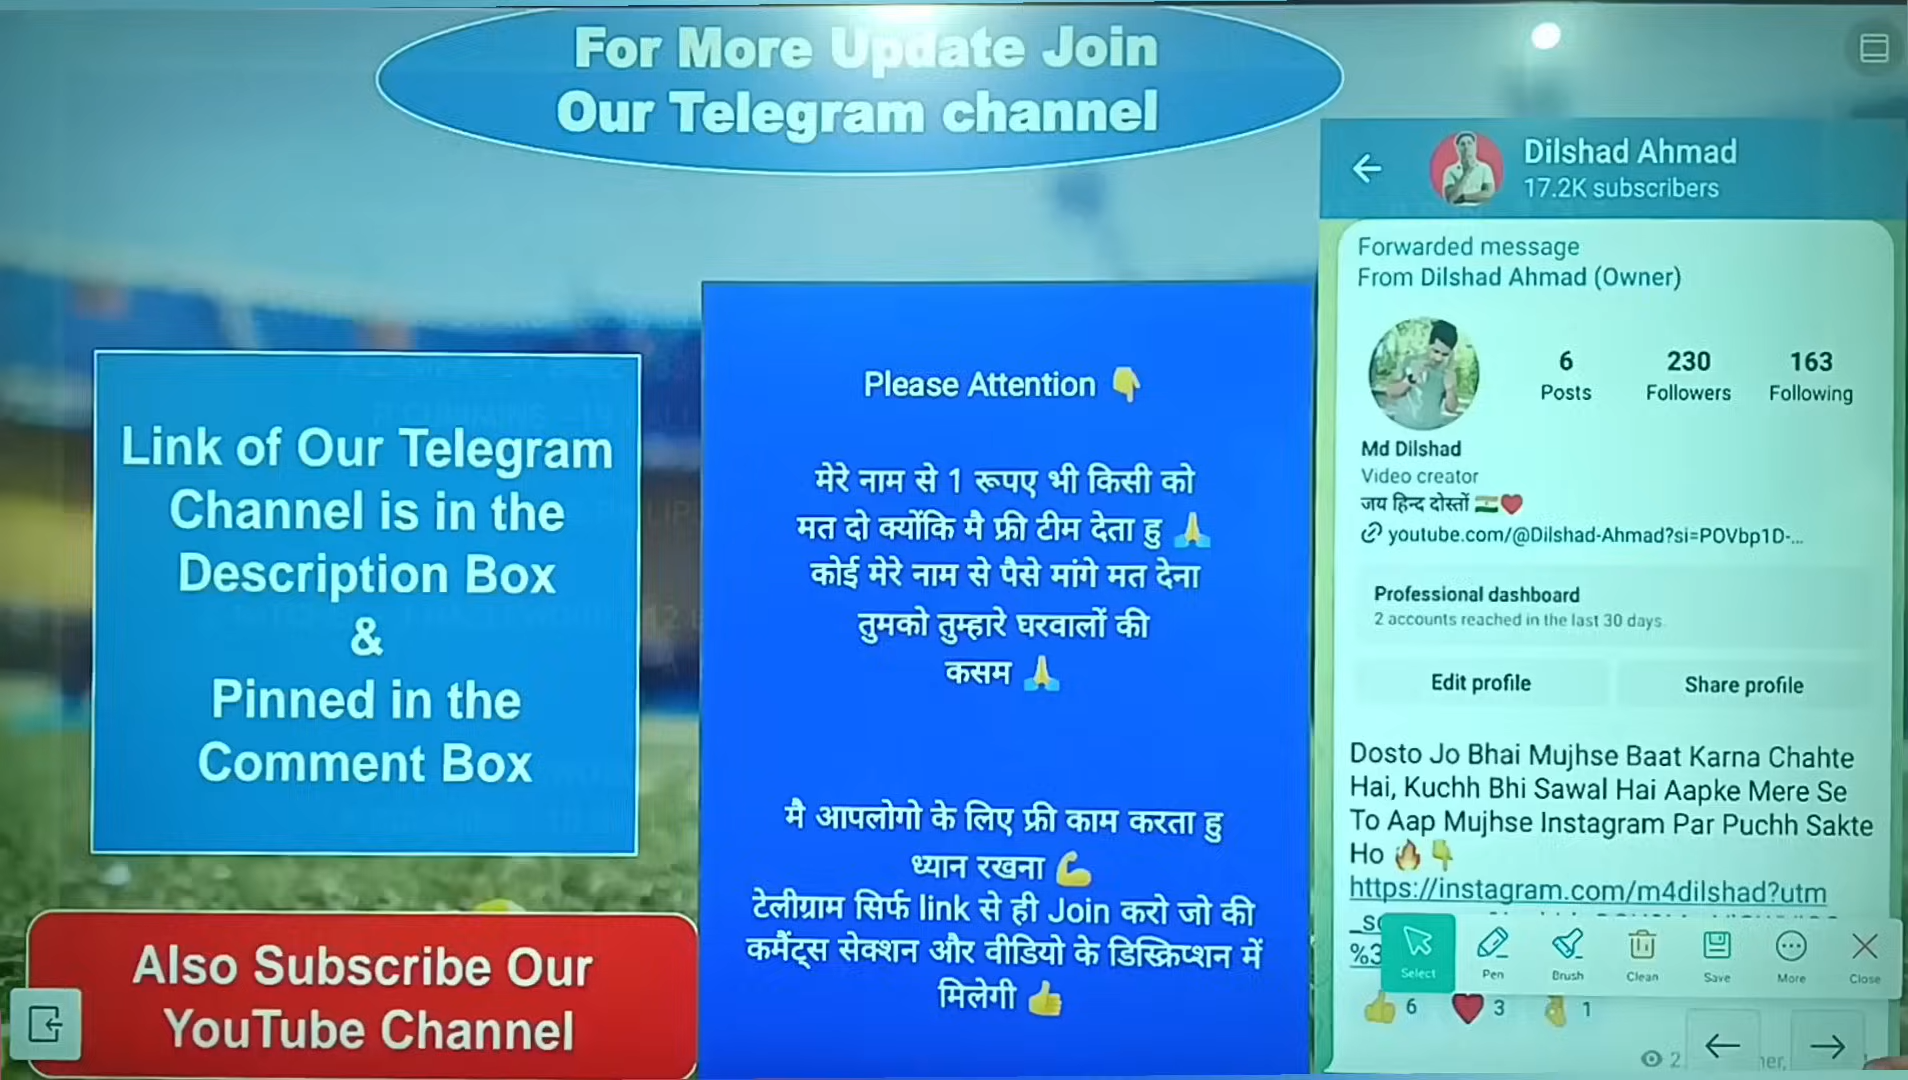 For More Update Join
Our Telegram channel
Link of Our Telegram
Channel is in the
Description Box
&
Pinned in the
Comment Box
Also Subscribe Our
YouTube Channel
Please Attention 👇
मेरे नाम से 1 रूपए भी किसी को
मत दो क्योंकि मै फ्री टीम देता हु 🙏
कोई मेरे नाम से पैसे मांगे मत देना
तुमको तुम्हारे घरवालों की
कसम 🙏
मै आपलोगो के लिए फ्री काम करता हु
ध्यान रखना 💪
टेलीग्राम सिर्फ link से ही Join करो जो की
कमैंट्स सेक्शन और वीडियो के डिस्क्रिप्शन में
मिलेगी 👍
Dilshad Ahmad
17.2K subscribers
Forwarded message
From Dilshad Ahmad (Owner)
6 230 163
Posts Followers Following
Md Dilshad
Video creator
जय हिन्द दोस्तों 🇮🇳❤️
youtube.com/@Dilshad-Ahmad?si=POVbp1D-...
Professional dashboard
2 accounts reached in the last 30 days.
Edit profile Share profile
Dosto Jo Bhai Mujhse Baat Karna Chahte
Hai, Kuchh Bhi Sawal Hai Aapke Mere Se
To Aap Mujhse Instagram Par Puchh Sakte
Ho 🔥👇
https://instagram.com/m4dilshad?utm
%3
Select Pen Brush Clean Save More Close
👍 6 ❤️ 3 👌 1
2